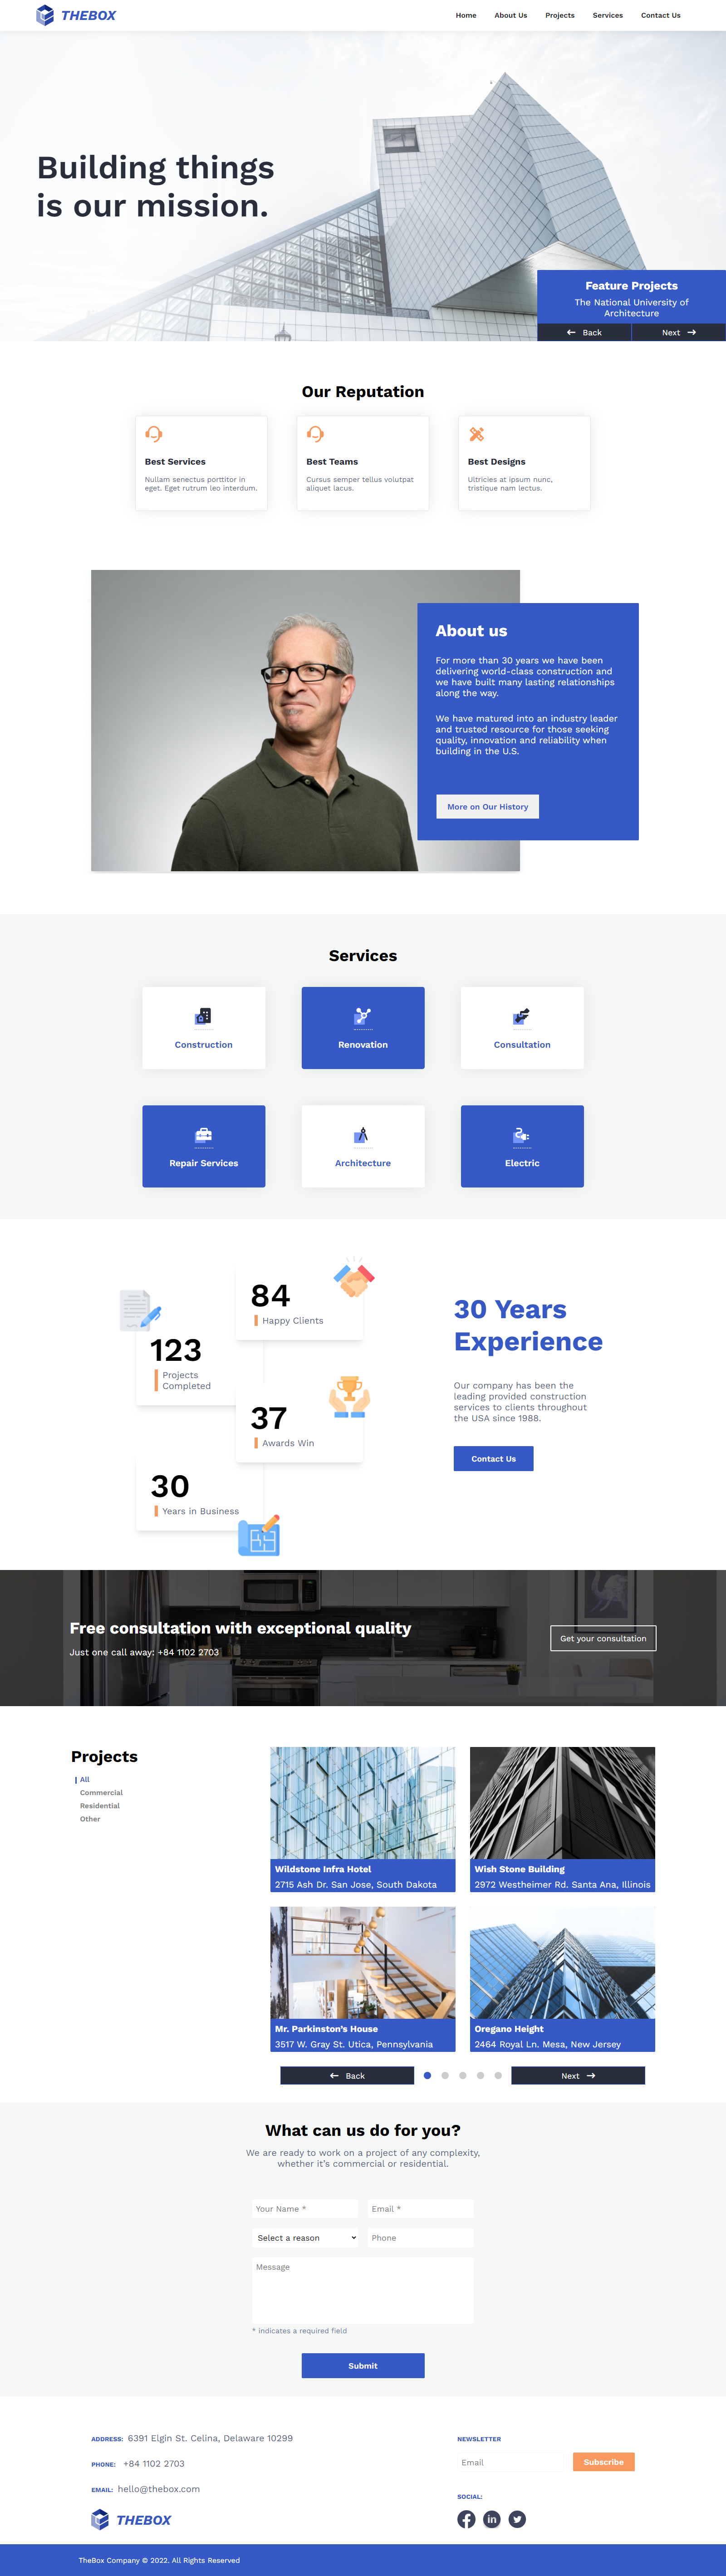 THEBOX
Home About Us Projects Services Contact Us
Building things
is our mission.
Feature Projects
The National University of
Architecture
Back Next
Our Reputation
Best Services
Nullam senectus porttitor in
eget. Eget rutrum leo interdum.
Best Teams
Cursus semper tellus volutpat
aliquet lacus.
Best Designs
Ultricies at ipsum nunc,
tristique nam lectus.
About us
For more than 30 years we have been
delivering world-class construction and
we have built many lasting relationships
along the way.
We have matured into an industry leader
and trusted resource for those seeking
quality, innovation and reliability when
building in the U.S.
More on Our History
Services
Construction
Renovation
Consultation
Repair Services
Architecture
Electric
84
Happy Clients
123
Projects
Completed
37
Awards Win
30
Years in Business
30 Years
Experience
Our company has been the
leading provided construction
services to clients throughout
the USA since 1988.
Contact Us
Free consultation with exceptional quality
Just one call away: +84 1102 2703
Get your consultation
Projects
All
Commercial
Residential
Other
Wildstone Infra Hotel
2715 Ash Dr. San Jose, South Dakota
Wish Stone Building
2972 Westheimer Rd. Santa Ana, Illinois
Mr. Parkinston's House
3517 W. Gray St. Utica, Pennsylvania
Oregano Height
2464 Royal Ln. Mesa, New Jersey
Back Next
What can us do for you?
We are ready to work on a project of any complexity,
whether it's commercial or residential.
Your Name * Email *
Select a reason Phone
Message
* indicates a required field
Submit
ADDRESS: 6391 Elgin St. Celina, Delaware 10299
PHONE: +84 1102 2703
EMAIL: hello@thebox.com
THEBOX
NEWSLETTER
Email Subscribe
SOCIAL:
TheBox Company © 2022. All Rights Reserved